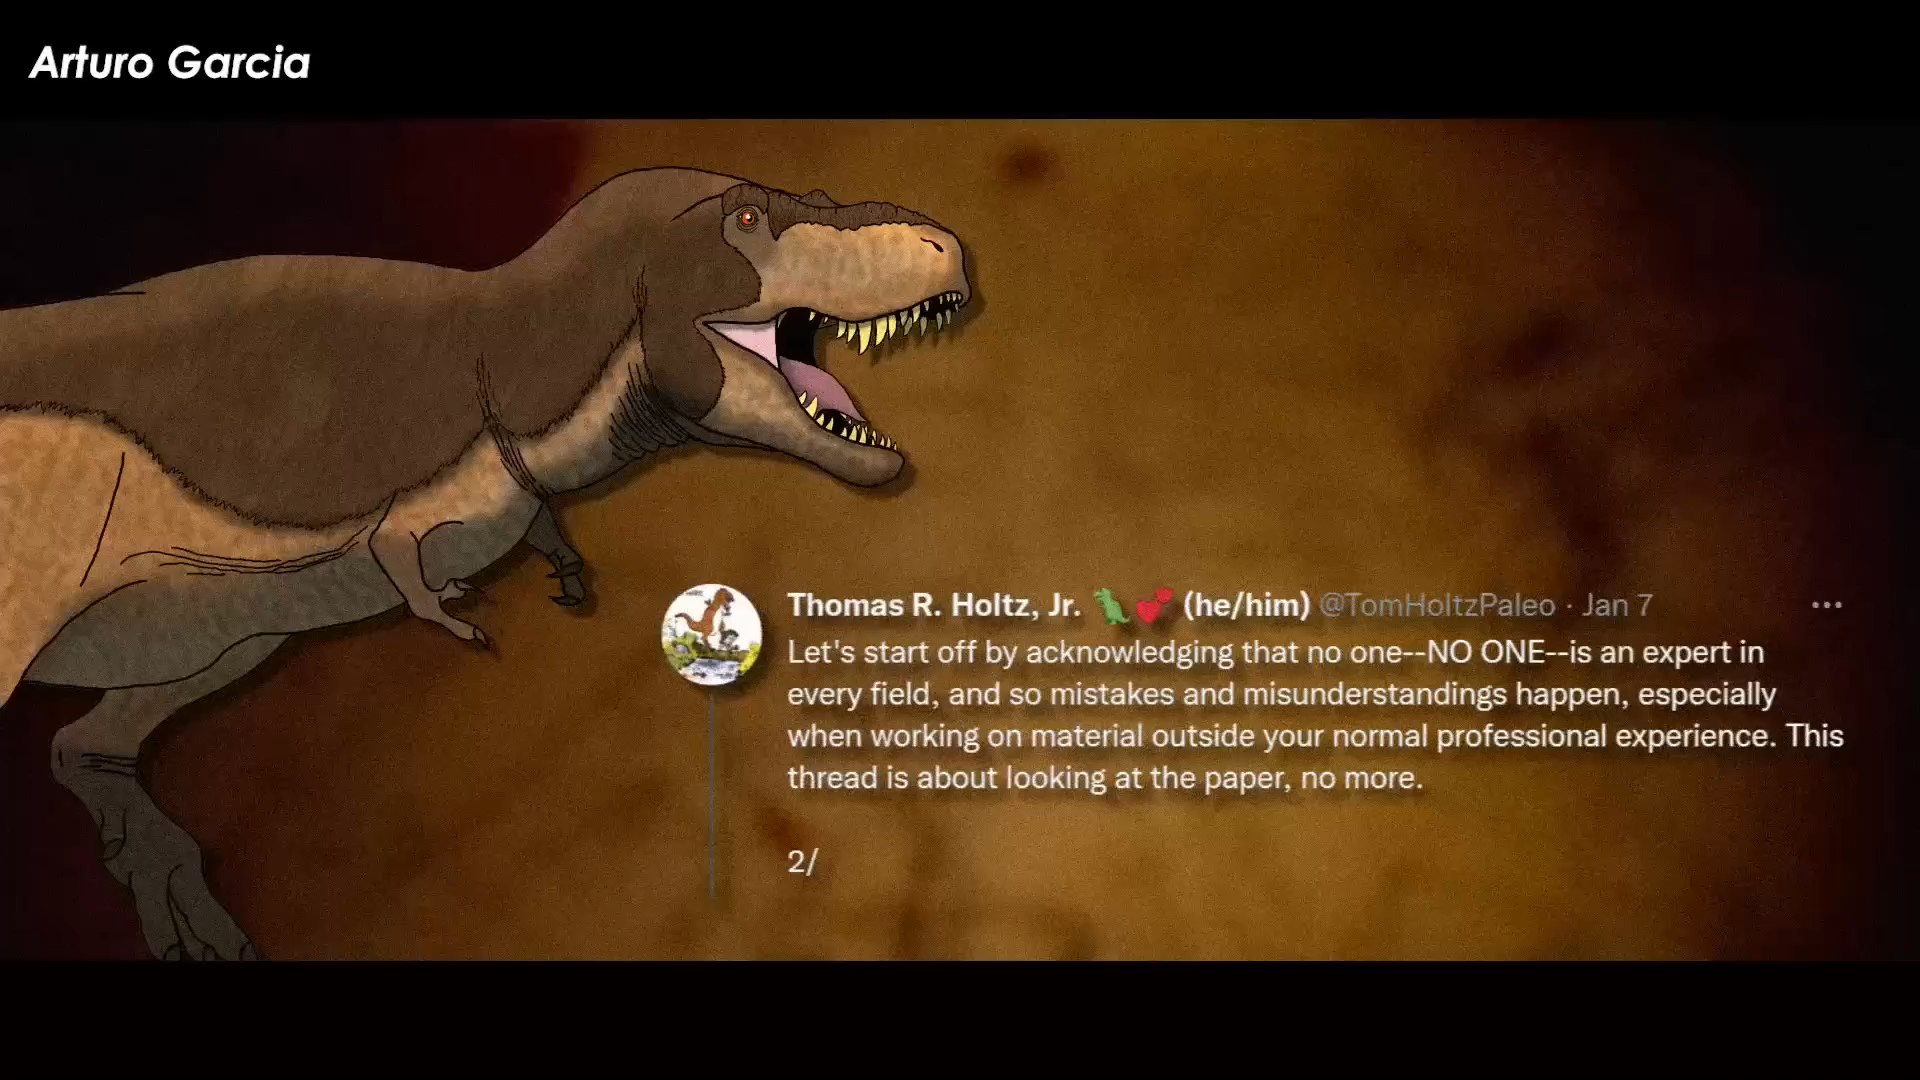 Arturo Garcia
Thomas R. Holtz, Jr. 🦖💕 (he/him) @TomHoltzPaleo · Jan 7
Let's start off by acknowledging that no one--NO ONE--is an expert in
every field, and so mistakes and misunderstandings happen, especially
when working on material outside your normal professional experience. This
thread is about looking at the paper, no more.
2/